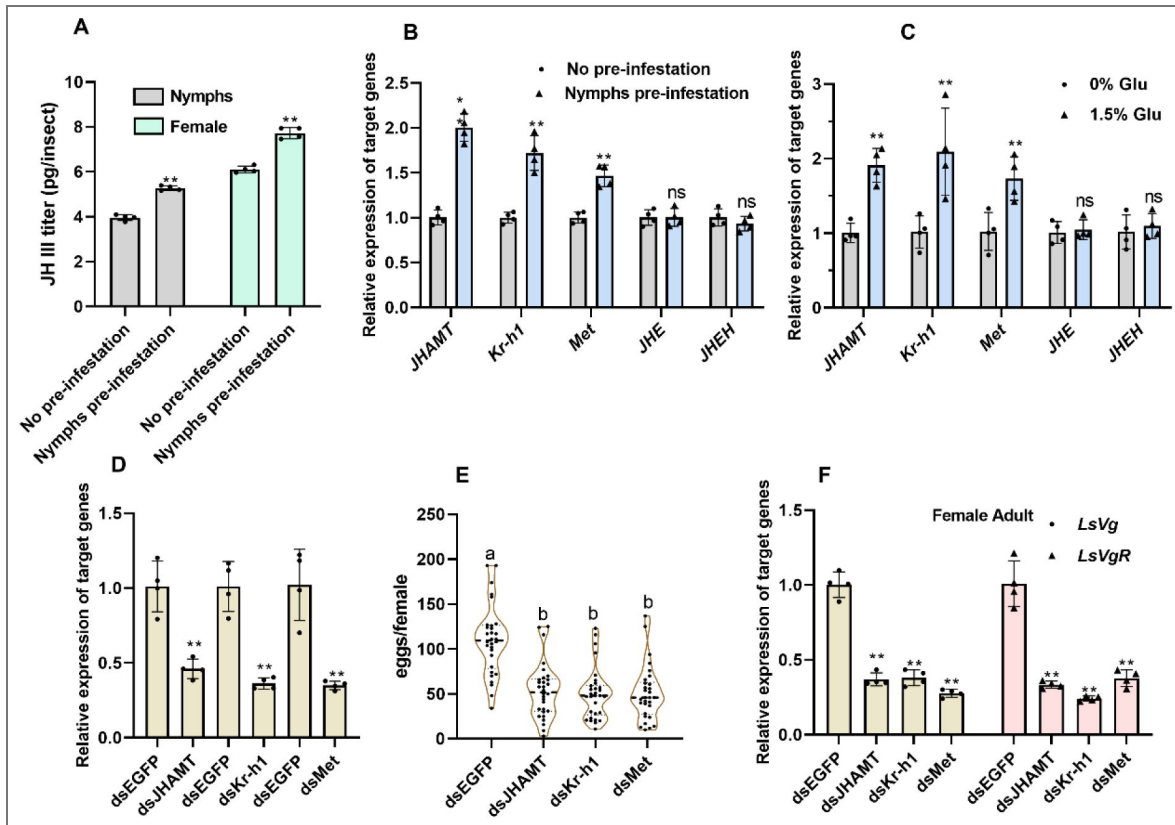 A
JH III titer (pg/insect)
10
8
6
4
2
0
Nymphs
Female
**
**
No pre-infestation
Nymphs pre-infestation
No pre-infestation
Nymphs pre-infestation
B
Relative expression of target genes
2.5
2.0
1.5
1.0
0.5
0.0
No pre-infestation
Nymphs pre-infestation
*
*
**
**
ns
ns
JHAMT
Kr-h1
Met
JHE
JHEH
C
Relative expression of target genes
3
2
1
0
0% Glu
1.5% Glu
**
**
**
ns
ns
JHAMT
Kr-h1
Met
JHE
JHEH
D
Relative expression of target genes
1.5
1.0
0.5
0.0
**
**
**
dsEGFP
dsJHAMT
dsEGFP
dsKr-h1
dsEGFP
dsMet
E
eggs/female
250
200
150
100
50
0
a
b
b
b
dsEGFP
dsJHAMT
dsKr-h1
dsMet
F
Relative expression of target genes
1.5
1.0
0.5
0.0
Female Adult
LsVg
LsVgR
**
**
**
**
**
**
dsEGFP
dsJHAMT
dsKr-h1
dsMet
dsEGFP
dsJHAMT
dsKr-h1
dsMet